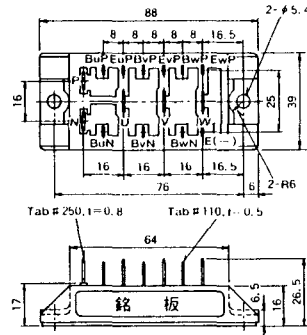 88
8 8 8 8 8 16.5
2-φ5.4
BuP EuP BvP EvP BwP EwP
P
N
16
25
39
U V W
BuN BvN BwN E(−)
16 16 16 16.5
2-R6
76 6
Tab#250,t=0.8 Tab#110,t=0.5
64
銘 板
17
6.5
16
26.5